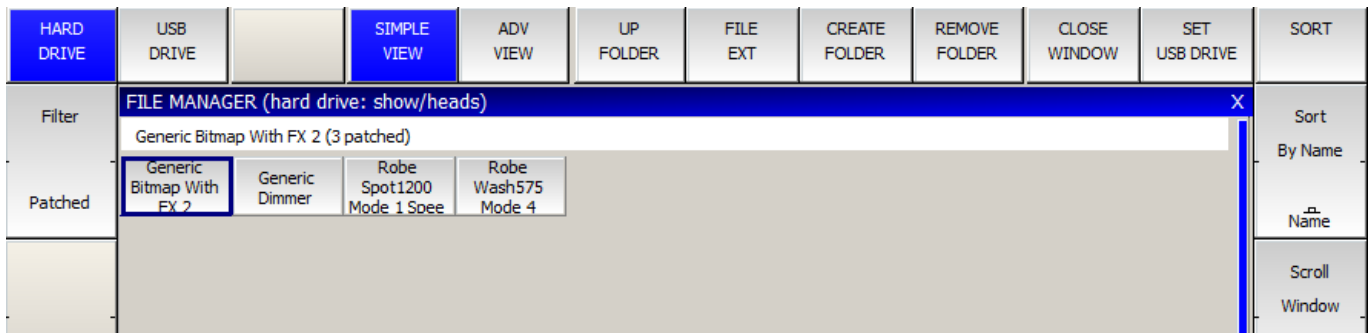 HARD
DRIVE
USB
DRIVE
SIMPLE
VIEW
ADV
VIEW
UP
FOLDER
FILE
EXT
CREATE
FOLDER
REMOVE
FOLDER
CLOSE
WINDOW
SET
USB DRIVE
SORT
Filter
Patched
FILE MANAGER (hard drive: show/heads)
X
Generic Bitmap With FX 2 (3 patched)
Generic
Bitmap With
FX 2
Generic
Dimmer
Robe
Spot1200
Mode 1 Spee
Robe
Wash575
Mode 4
Sort
By Name
Name
Scroll
Window